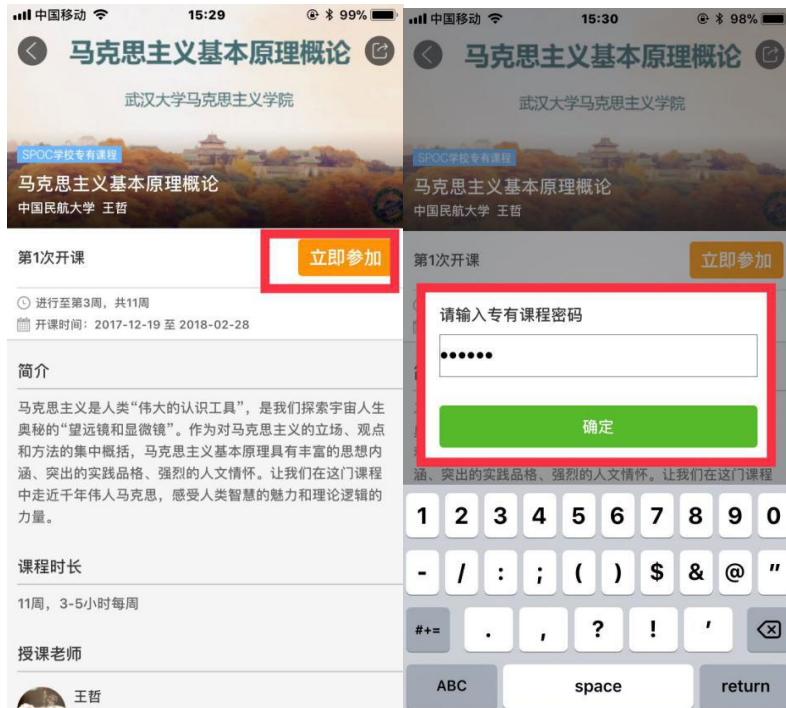 中国移动
15:29
99%
马克思主义基本原理概论
武汉大学马克思主义学院
SPOC学校专有课程
马克思主义基本原理概论
中国民航大学 王哲
第1次开课
立即参加
进行至第3周，共11周
开课时间：2017-12-19 至 2018-02-28
简介
马克思主义是人类“伟大的认识工具”，是我们探索宇宙人生
奥秘的“望远镜和显微镜”。作为对马克思主义的立场、观点
和方法的集中概括，马克思主义基本原理具有丰富的思想内
涵、突出的实践品格、强烈的人文情怀。让我们在这门课程
中走近千年伟人马克思，感受人类智慧的魅力和理论逻辑的
力量。
课程时长
11周，3-5小时每周
授课老师
王哲
中国移动
15:30
98%
马克思主义基本原理概论
武汉大学马克思主义学院
SPOC学校专有课程
马克思主义基本原理概论
中国民航大学 王哲
第1次开课
立即参加
请输入专有课程密码
••••••
确定
涵、突出的实践品格、强烈的人文情怀。让我们在这门课程
1 2 3 4 5 6 7 8 9 0
- / : ; ( ) $ & @ "
#+= . , ? ! '
ABC space return